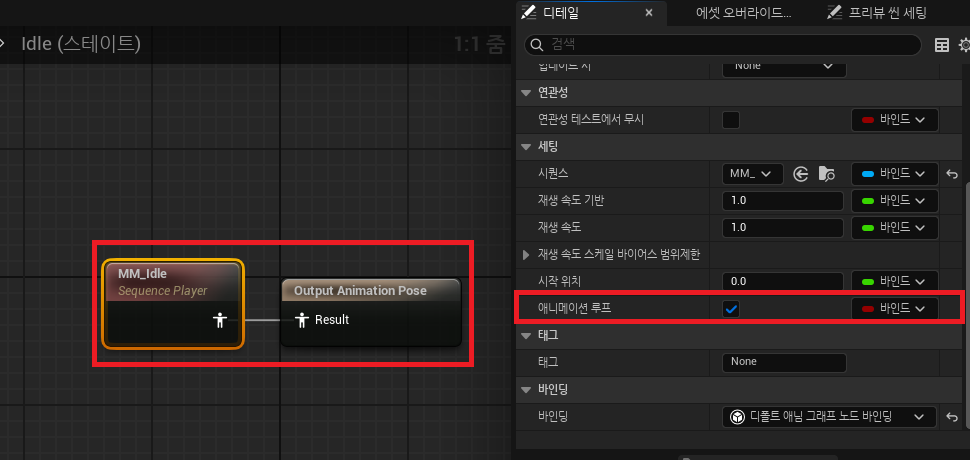 Idle (스테이트)
1:1 줌
MM_Idle
Sequence Player
Output Animation Pose
Result
디테일
에셋 오버라이드...
프리뷰 씬 세팅
검색
업데이트 시
None
연관성
연관성 테스트에서 무시
바인드
세팅
시퀀스
MM_
바인드
재생 속도 기반
1.0
바인드
재생 속도
1.0
바인드
재생 속도 스케일 바이어스 범위제한
시작 위치
0.0
바인드
애니메이션 루프
바인드
태그
태그
None
바인딩
바인딩
디폴트 애님 그래프 노드 바인딩